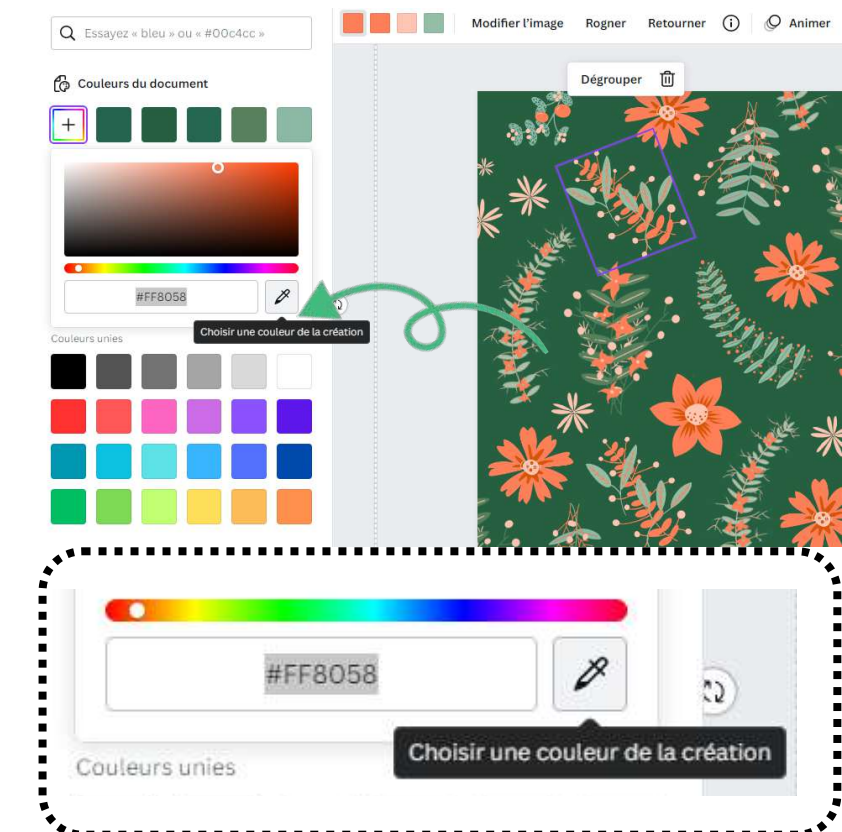 Essayez « bleu » ou « #00c4cc »
Modifier l'image Rogner Retourner Animer
Couleurs du document
Dégrouper
#FF8058
Choisir une couleur de la création
Couleurs unies
#FF8058
Choisir une couleur de la création
Couleurs unies